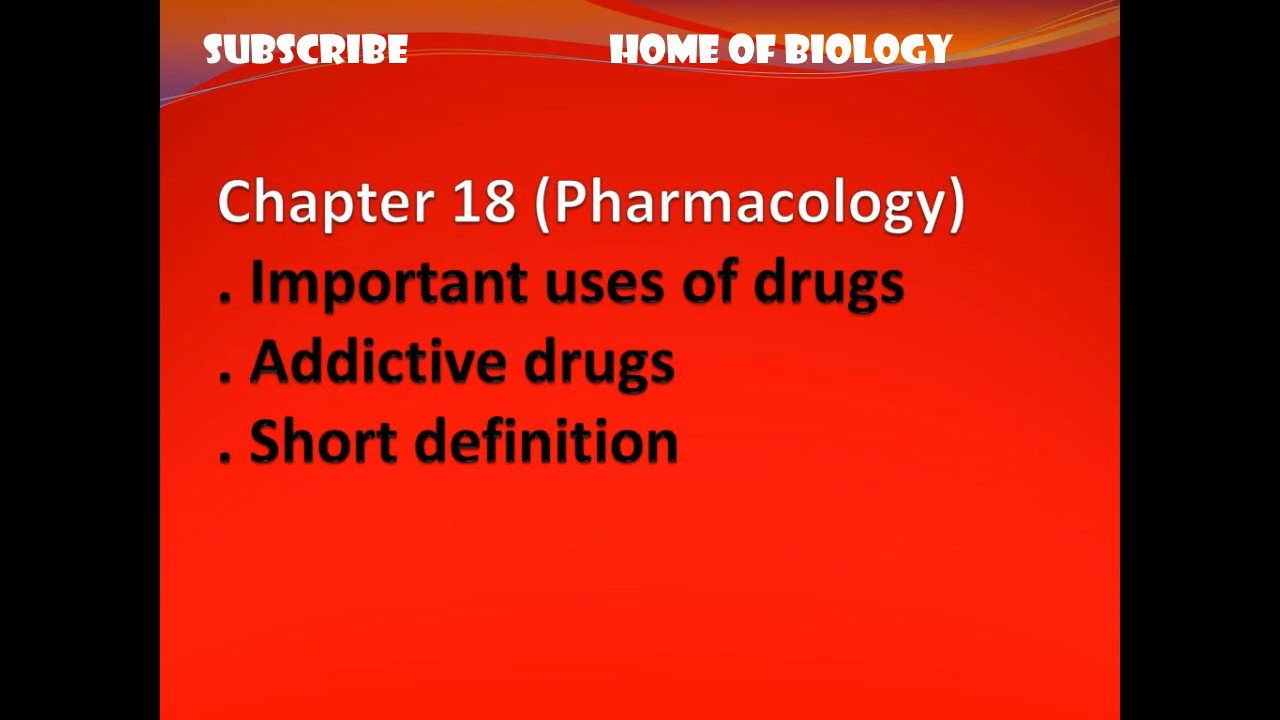 SUBSCRIBE HOME OF BIOLOGY
Chapter 18 (Pharmacology)
. Important uses of drugs
. Addictive drugs
. Short definition